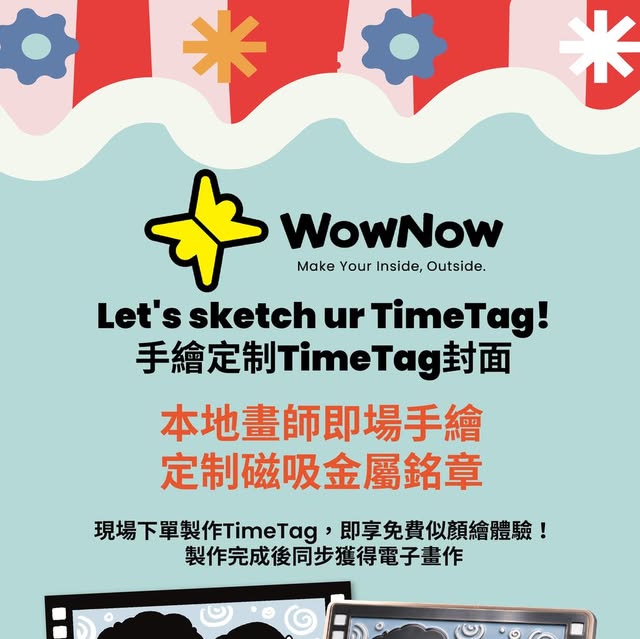 WowNow
Make Your Inside, Outside.
Let's sketch ur TimeTag!
手繪定制TimeTag封面
本地畫師即場手繪
定制磁吸金屬銘章
現場下單製作TimeTag，即享免費似顏繪體驗！
製作完成後同步獲得電子畫作